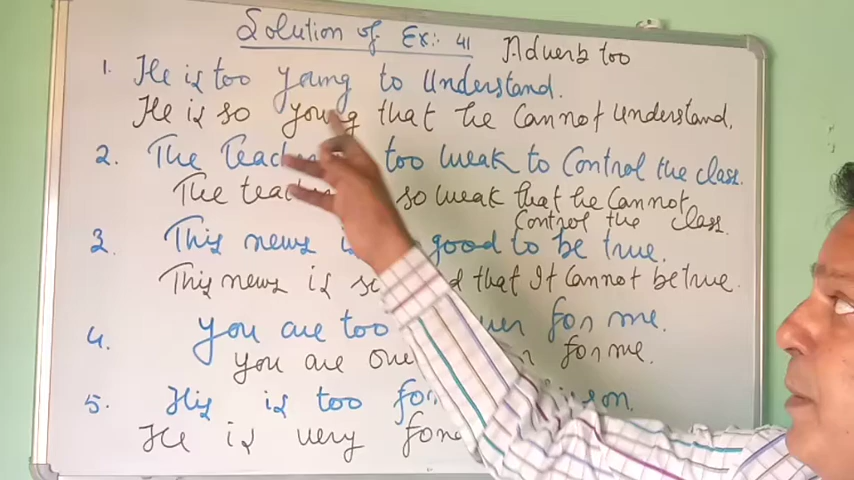 Solution of Ex:- 41 Adverb too
1. He is too young to Understand.
He is so young that he Cannot Understand.
2. The too weak to Control the class.
The so weak that he Cannot
Control the class.
3. This news good to be true.
This news is that It Cannot be true.
4. You are too for me.
You are for me.
5. His is too
He is very